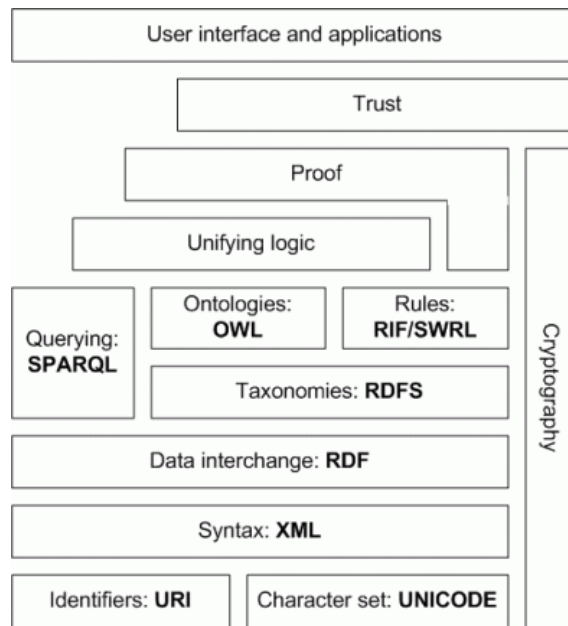 User interface and applications
Trust
Proof
Unifying logic
Querying:
SPARQL
Ontologies:
OWL
Rules:
RIF/SWRL
Taxonomies: RDFS
Cryptography
Data interchange: RDF
Syntax: XML
Identifiers: URI
Character set: UNICODE